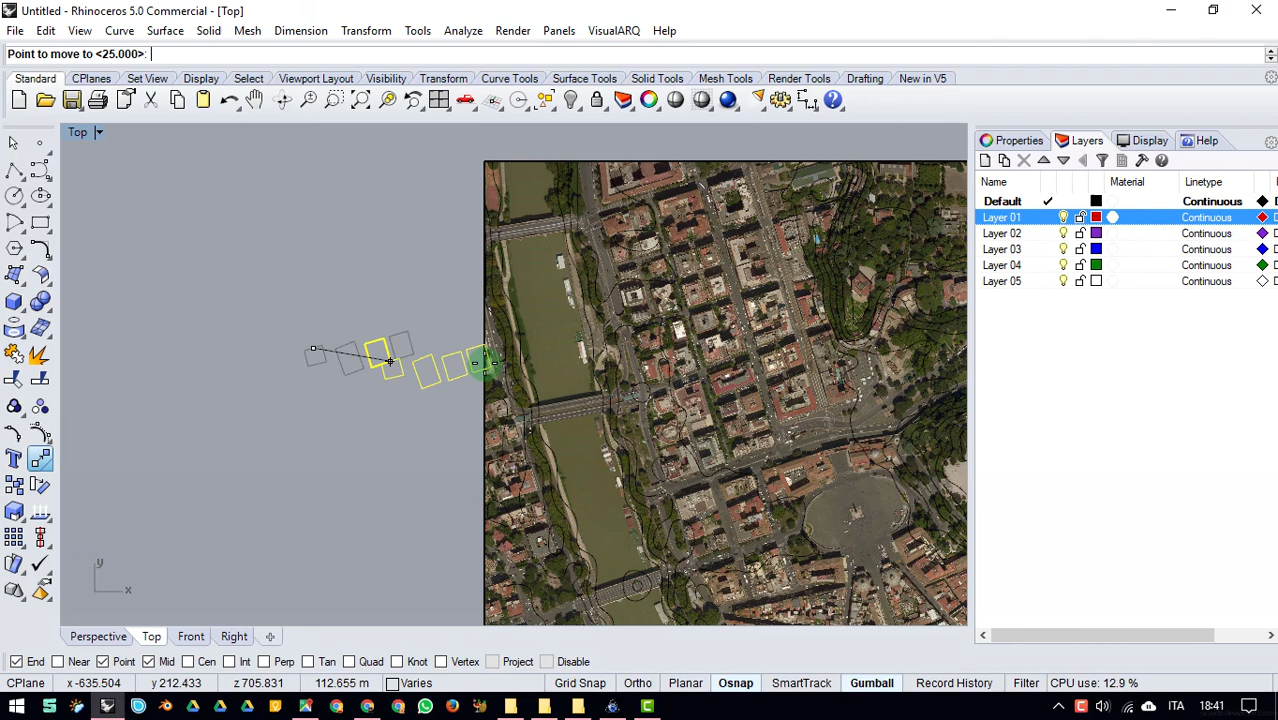 Untitled - Rhinoceros 5.0 Commercial - [Top]
File Edit View Curve Surface Solid Mesh Dimension Transform Tools Analyze Render Panels VisualARQ Help
Point to move to <25.000>:
Standard CPlanes Set View Display Select Viewport Layout Visibility Transform Curve Tools Surface Tools Solid Tools Mesh Tools Render Tools Drafting New in V5
Top
Properties Layers Display Help
Name Material Linetype
Default Continuous
Layer 01 Continuous
Layer 02 Continuous
Layer 03 Continuous
Layer 04 Continuous
Layer 05 Continuous
y
x
Perspective Top Front Right
End Near Point Mid Cen Int Perp Tan Quad Knot Vertex Project Disable
CPlane x -635.504 y 212.433 z 705.831 112.655 m Varies Grid Snap Ortho Planar Osnap SmartTrack Gumball Record History Filter CPU use: 12.9 %
ITA 18:41